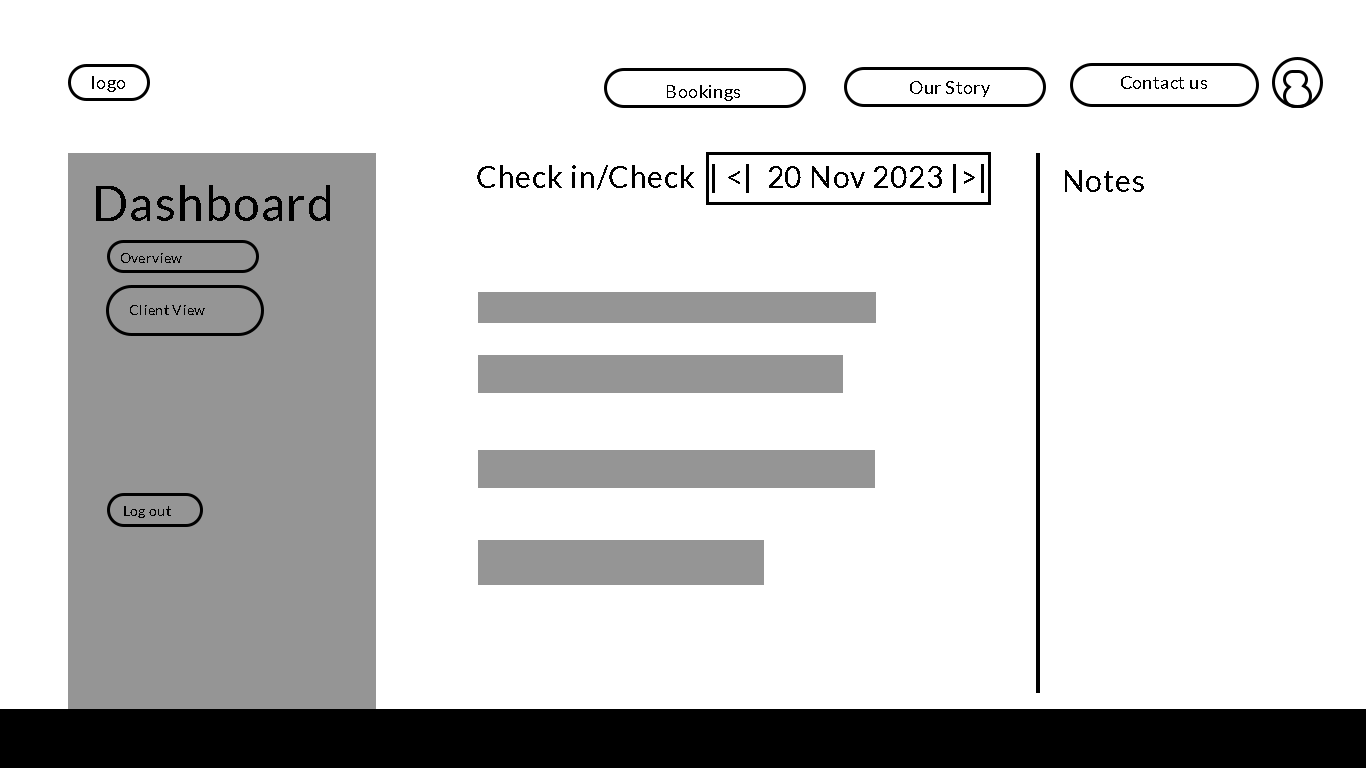 logo
Bookings
Our Story
Contact us
Dashboard
Overview
Client View
Log out
Check in/Check
| <| 20 Nov 2023 |>|
Notes